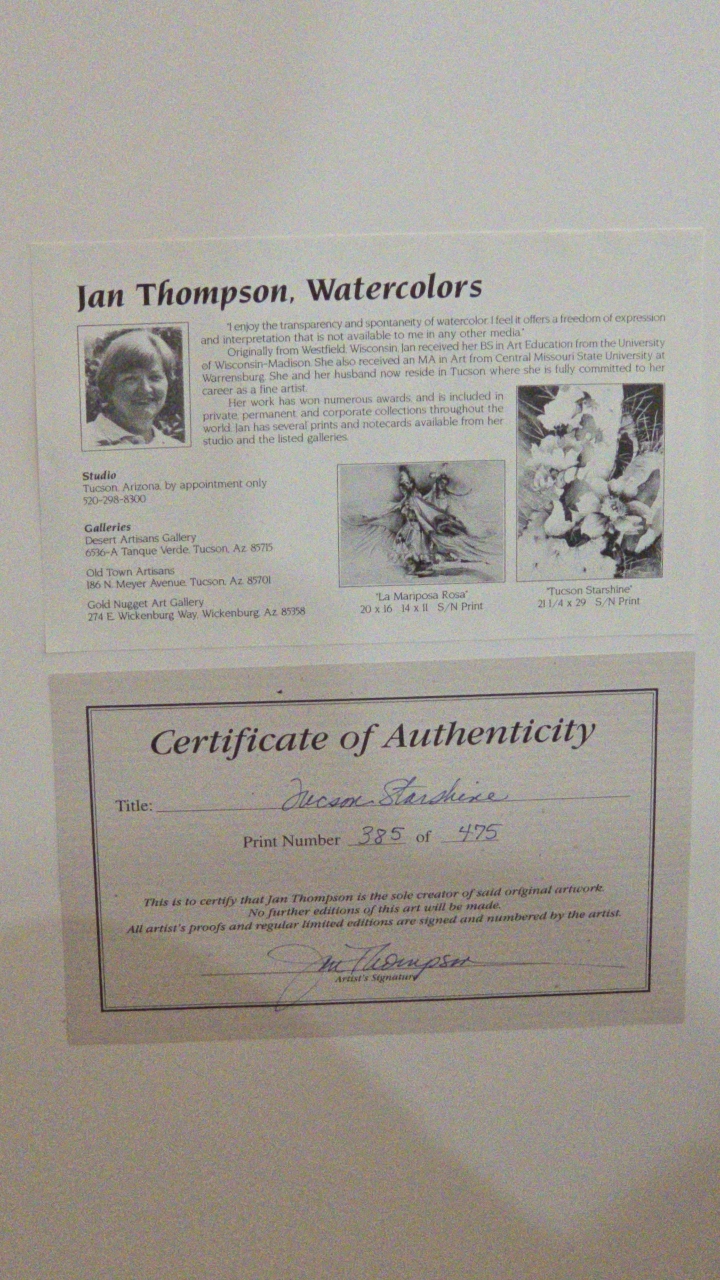 Jan Thompson, Watercolors
"I enjoy the transparency and spontaneity of watercolor. I feel it offers a freedom of expression
and interpretation that is not available to me in any other media."
Originally from Westfield, Wisconsin, Jan received her BS in Art Education from the University
of Wisconsin-Madison. She also received an MA in Art from Central Missouri State University at
Warrensburg. She and her husband now reside in Tucson where she is fully committed to her
career as a fine artist.
Her work has won numerous awards, and is included in
private, permanent, and corporate collections throughout the
world. Jan has several prints and notecards available from her
studio and the listed galleries.
Studio
Tucson, Arizona, by appointment only
520-298-8300
Galleries
Desert Artisans Gallery
6536-A Tanque Verde, Tucson, Az. 85715
Old Town Artisans
186 N. Meyer Avenue, Tucson, Az. 85701
Gold Nugget Art Gallery
274 E. Wickenburg Way, Wickenburg, Az. 85358
"La Mariposa Rosa"
20 x 16 14 x 11 S/N Print
"Tucson Starshine"
21 1/4 x 29 S/N Print
Certificate of Authenticity
Title: Tucson Starshine
Print Number 385 of 475
This is to certify that Jan Thompson is the sole creator of said original artwork.
No further editions of this art will be made.
All artist's proofs and regular limited editions are signed and numbered by the artist.
Jan Thompson
Artist's Signature